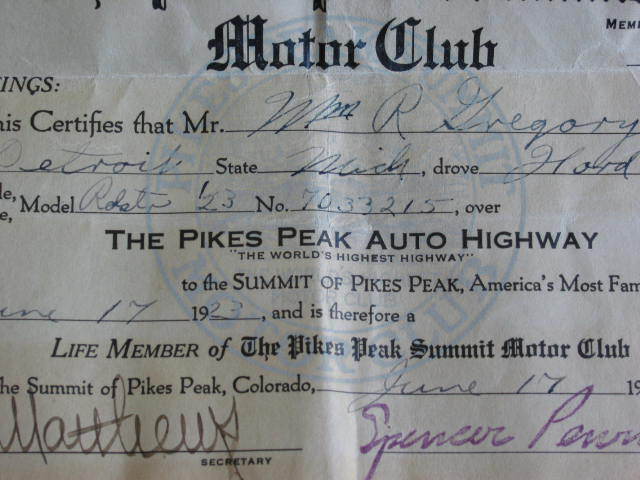 MEM
Motor Club
INGS:
his Certifies that Mr. Wm R Gregory
Detroit State Mich, drove Ford
le, Model Rdstr '23 No. 7033215, over
e,
THE PIKES PEAK AUTO HIGHWAY
"THE WORLD'S HIGHEST HIGHWAY"
to the SUMMIT OF PIKES PEAK, America's Most Fam
une 17 1923, and is therefore a
LIFE MEMBER of The Pikes Peak Summit Motor Club
he Summit of Pikes Peak, Colorado, June 17 19
Matthews Spencer
SECRETARY